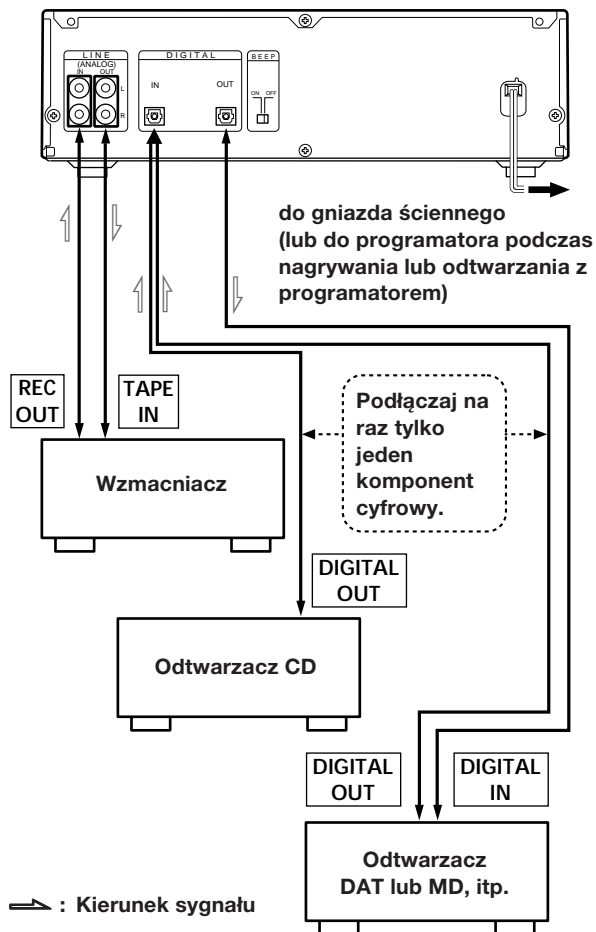 LINE DIGITAL BEEP
(ANALOG)
IN OUT IN OUT ON OFF
L
R
do gniazda ściennego
(lub do programatora podczas
nagrywania lub odtwarzania z
programatorem)
REC
OUT
TAPE
IN
Podłączaj na
raz tylko
jeden
komponent
cyfrowy.
Wzmacniacz
DIGITAL
OUT
Odtwarzacz CD
DIGITAL
OUT
DIGITAL
IN
Odtwarzacz
DAT lub MD, itp.
: Kierunek sygnału